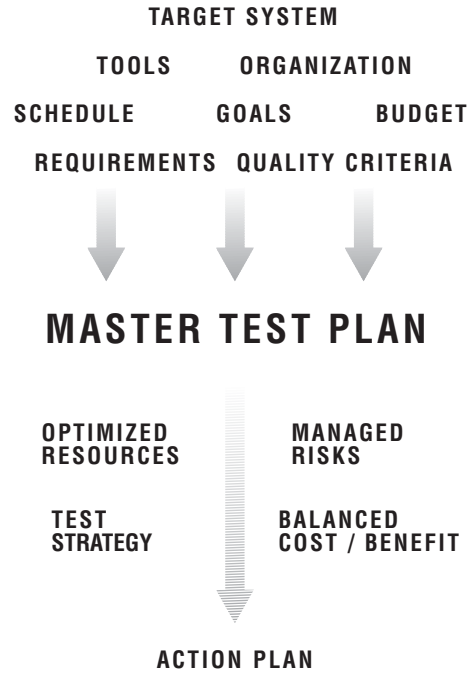 TARGET SYSTEM
TOOLS ORGANIZATION
SCHEDULE GOALS BUDGET
REQUIREMENTS QUALITY CRITERIA
MASTER TEST PLAN
OPTIMIZED
RESOURCES
MANAGED
RISKS
TEST
STRATEGY
BALANCED
COST / BENEFIT
ACTION PLAN